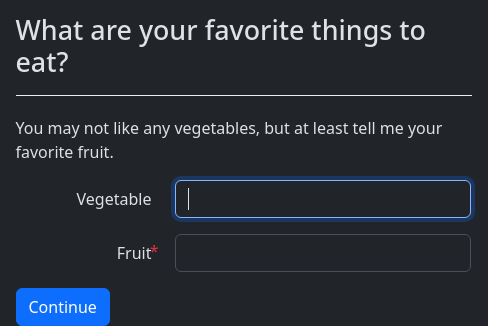 What are your favorite things to
eat?
You may not like any vegetables, but at least tell me your
favorite fruit.
Vegetable
Fruit*
Continue